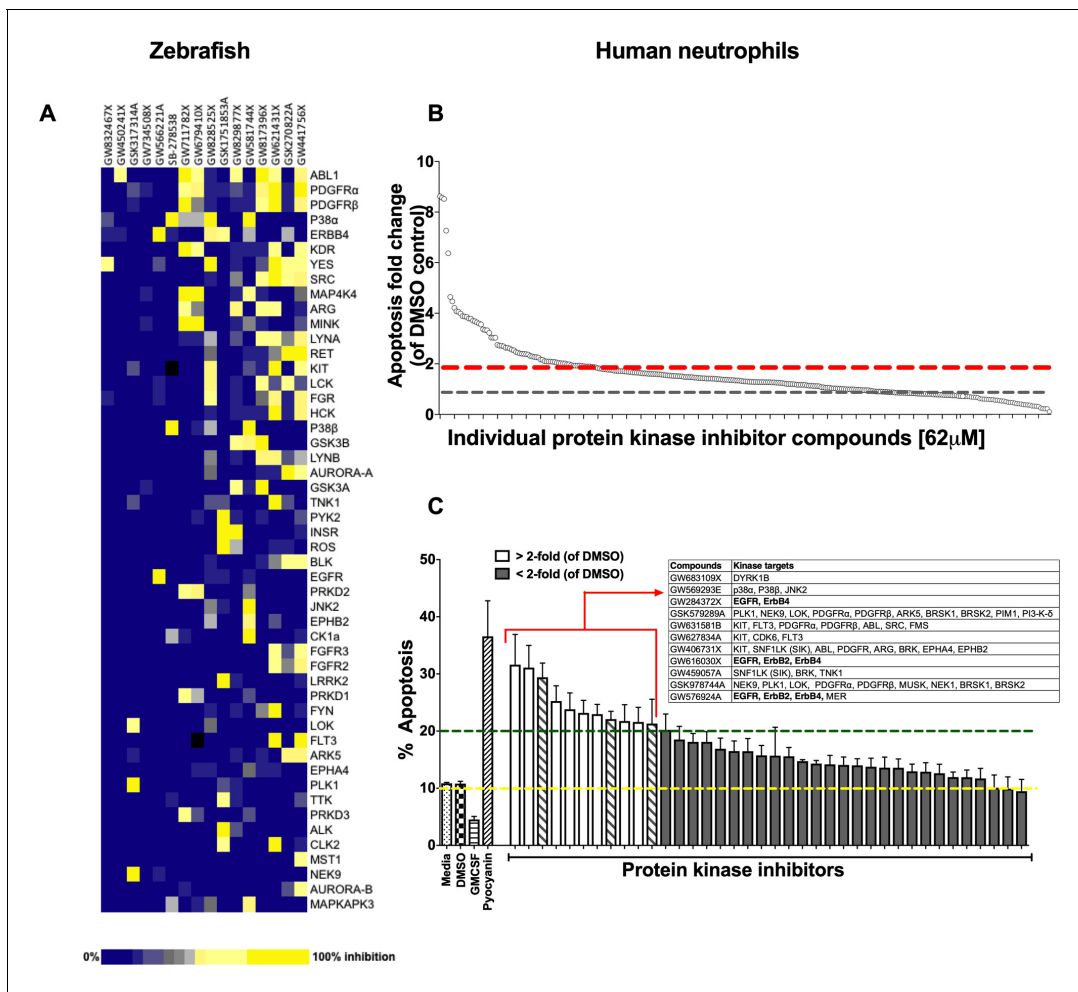 Zebrafish
Human neutrophils
A
GW832467X
GW450241X
GSK317314A
GW734508X
GW566221A
SB-278538
GW711782X
GW679410X
GW828525X
GSK1751853A
GW829877X
GW581744X
GW817396X
GW621431X
GSK270822A
GW441756X
ABL1
PDGFRα
PDGFRβ
P38α
ERBB4
KDR
YES
SRC
MAP4K4
ARG
MINK
LYNA
RET
KIT
LCK
FGR
HCK
P38β
GSK3B
LYNB
AURORA-A
GSK3A
TNK1
PYK2
INSR
ROS
BLK
EGFR
PRKD2
JNK2
EPHB2
CK1a
FGFR3
FGFR2
LRRK2
PRKD1
FYN
LOK
FLT3
ARK5
EPHA4
PLK1
TTK
PRKD3
ALK
CLK2
MST1
NEK9
AURORA-B
MAPKAPK3
0% 100% inhibition
B
Apoptosis fold change
(of DMSO control)
10
8
6
4
2
0
Individual protein kinase inhibitor compounds [62μM]
C
% Apoptosis
50
40
30
20
10
0
> 2-fold (of DMSO)
< 2-fold (of DMSO)
Compounds Kinase targets
GW683109X DYRK1B
GW569293E p38α, P38β, JNK2
GW284372X EGFR, ErbB4
GSK579289A PLK1, NEK9, LOK, PDGFRα, PDGFRβ, ARK5, BRSK1, BRSK2, PIM1, PI3-K-δ
GW631581B KIT, FLT3, PDGFRα, PDGFRβ, ABL, SRC, FMS
GW627834A KIT, CDK6, FLT3
GW406731X KIT, SNF1LK (SIK), ABL, PDGFR, ARG, BRK, EPHA4, EPHB2
GW616030X EGFR, ErbB2, ErbB4
GW459057A SNF1LK (SIK), BRK, TNK1
GSK978744A NEK9, PLK1, LOK, PDGFRα, PDGFRβ, MUSK, NEK1, BRSK1, BRSK2
GW576924A EGFR, ErbB2, ErbB4, MER
Media
DMSO
GMCSF
Pyocyanin
Protein kinase inhibitors